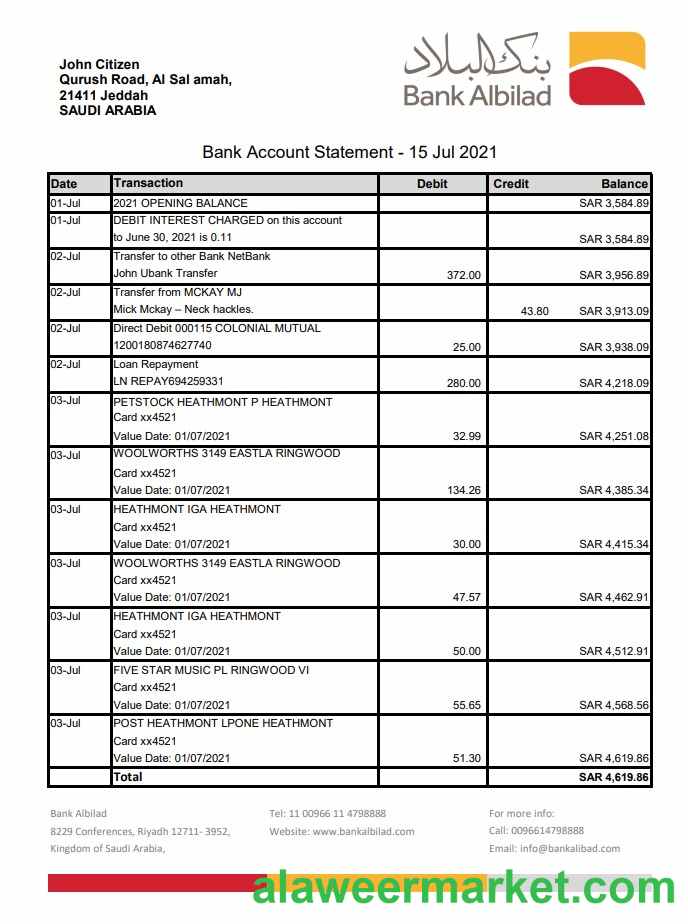 John Citizen
Qurush Road, Al Sal amah,
21411 Jeddah
SAUDI ARABIA
بنك البلاد
Bank Albilad
Bank Account Statement - 15 Jul 2021
Date Transaction Debit Credit Balance
01-Jul 2021 OPENING BALANCE SAR 3,584.89
01-Jul DEBIT INTEREST CHARGED on this account
to June 30, 2021 is 0.11 SAR 3,584.89
02-Jul Transfer to other Bank NetBank
John Ubank Transfer 372.00 SAR 3,956.89
02-Jul Transfer from MCKAY MJ
Mick Mckay – Neck hackles. 43.80 SAR 3,913.09
02-Jul Direct Debit 000115 COLONIAL MUTUAL
1200180874627740 25.00 SAR 3,938.09
02-Jul Loan Repayment
LN REPAY694259331 280.00 SAR 4,218.09
03-Jul PETSTOCK HEATHMONT P HEATHMONT
Card xx4521
Value Date: 01/07/2021 32.99 SAR 4,251.08
03-Jul WOOLWORTHS 3149 EASTLA RINGWOOD
Card xx4521
Value Date: 01/07/2021 134.26 SAR 4,385.34
03-Jul HEATHMONT IGA HEATHMONT
Card xx4521
Value Date: 01/07/2021 30.00 SAR 4,415.34
03-Jul WOOLWORTHS 3149 EASTLA RINGWOOD
Card xx4521
Value Date: 01/07/2021 47.57 SAR 4,462.91
03-Jul HEATHMONT IGA HEATHMONT
Card xx4521
Value Date: 01/07/2021 50.00 SAR 4,512.91
03-Jul FIVE STAR MUSIC PL RINGWOOD VI
Card xx4521
Value Date: 01/07/2021 55.65 SAR 4,568.56
03-Jul POST HEATHMONT LPONE HEATHMONT
Card xx4521
Value Date: 01/07/2021 51.30 SAR 4,619.86
Total SAR 4,619.86
Bank Albilad Tel: 11 00966 11 4798888 For more info:
8229 Conferences, Riyadh 12711- 3952, Website: www.bankalbilad.com Call: 0096614798888
Kingdom of Saudi Arabia, Email: info@bankalibad.com
alaweermarket.com